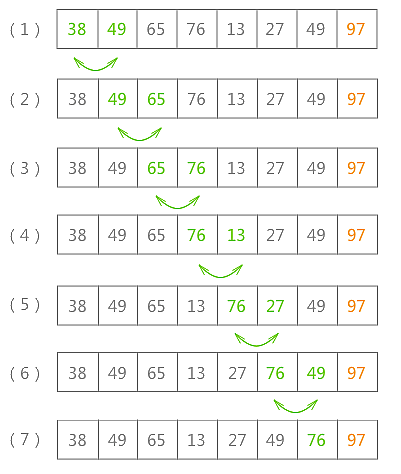 (1) 38 49 65 76 13 27 49 97
(2) 38 49 65 76 13 27 49 97
(3) 38 49 65 76 13 27 49 97
(4) 38 49 65 76 13 27 49 97
(5) 38 49 65 13 76 27 49 97
(6) 38 49 65 13 27 76 49 97
(7) 38 49 65 13 27 49 76 97